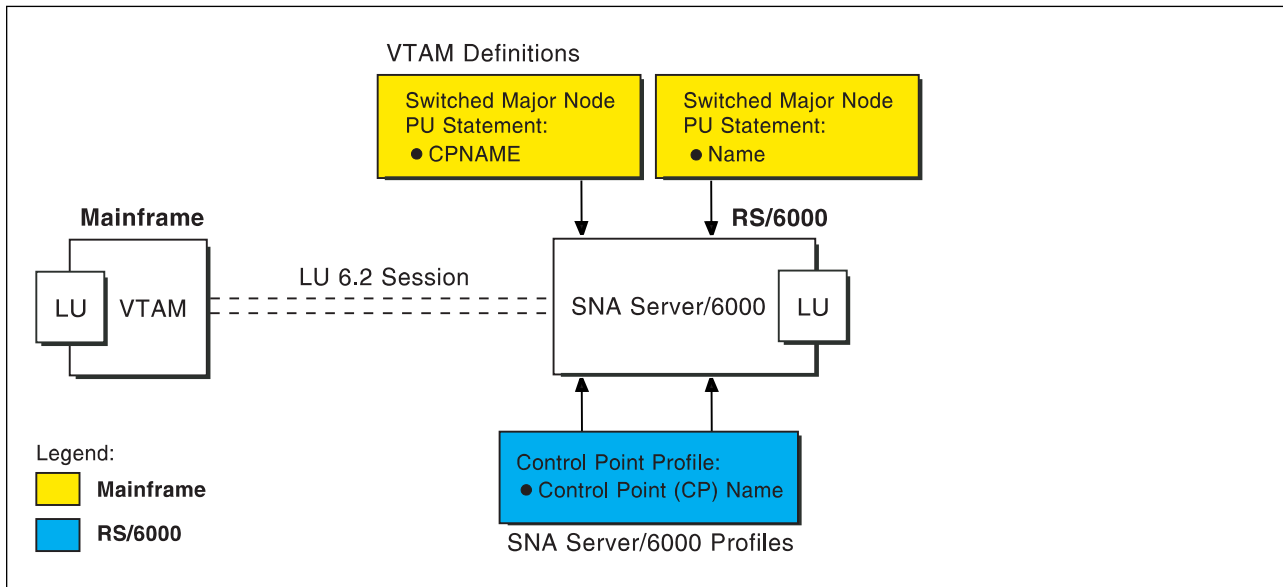 VTAM Definitions
Switched Major Node
PU Statement:
● CPNAME
Switched Major Node
PU Statement:
● Name
Mainframe
RS/6000
LU
VTAM
LU 6.2 Session
SNA Server/6000
LU
Legend:
Mainframe
RS/6000
Control Point Profile:
● Control Point (CP) Name
SNA Server/6000 Profiles